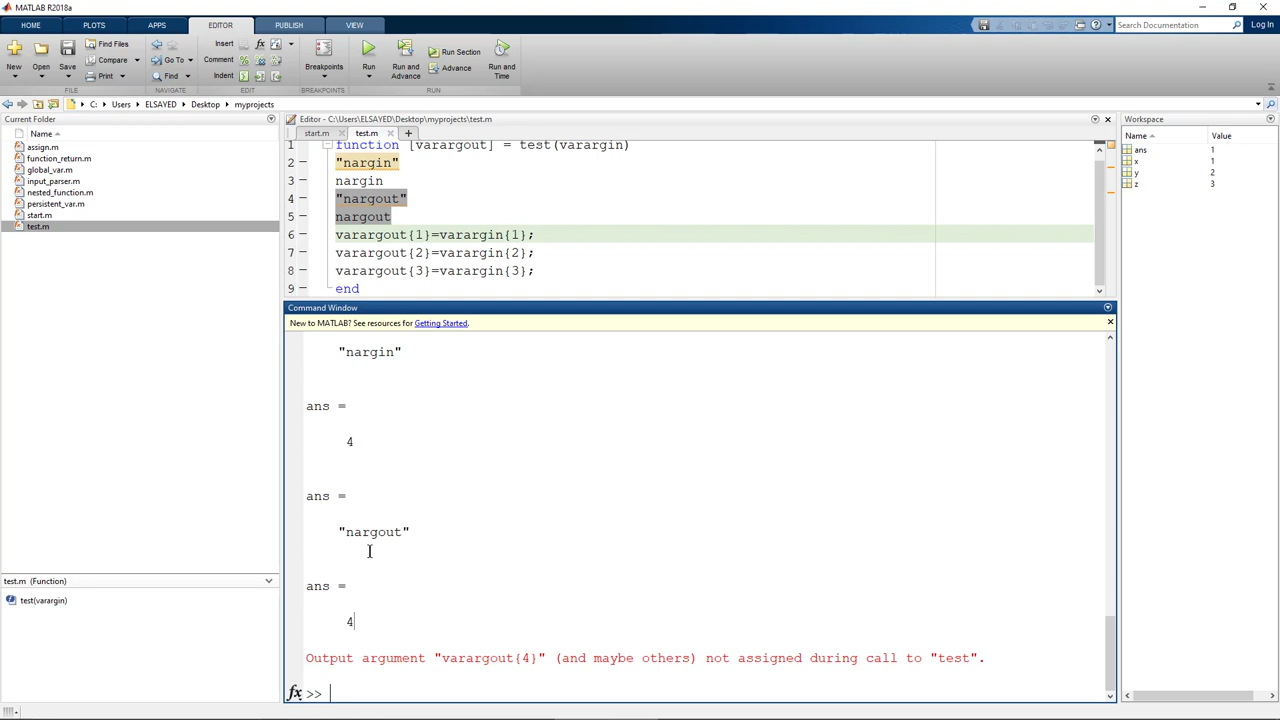 MATLAB R2018a
HOME PLOTS APPS EDITOR PUBLISH VIEW Search Documentation Log In
New Open Save Find Files Compare Print
Go To Find
Insert fx
Comment
Indent
Breakpoints Run Run and Advance Run Section Advance Run and Time
FILE NAVIGATE EDIT BREAKPOINTS RUN
C: Users ELSAYED Desktop myprojects
Current Folder
Name
assign.m
function_return.m
global_var.m
input_parser.m
nested_function.m
persistent_var.m
start.m
test.m
test.m (Function)
test(varargin)
Editor - C:\Users\ELSAYED\Desktop\myprojects\test.m
start.m test.m
1 function [varargout] = test(varargin)
2 "nargin"
3 nargin
4 "nargout"
5 nargout
6 varargout{1}=varargin{1};
7 varargout{2}=varargin{2};
8 varargout{3}=varargin{3};
9 end
Command Window
New to MATLAB? See resources for Getting Started.
"nargin"
ans =
4
ans =
"nargout"
ans =
4
Output argument "varargout{4}" (and maybe others) not assigned during call to "test".
fx >>
Workspace
Name Value
ans 1
x 1
y 2
z 3